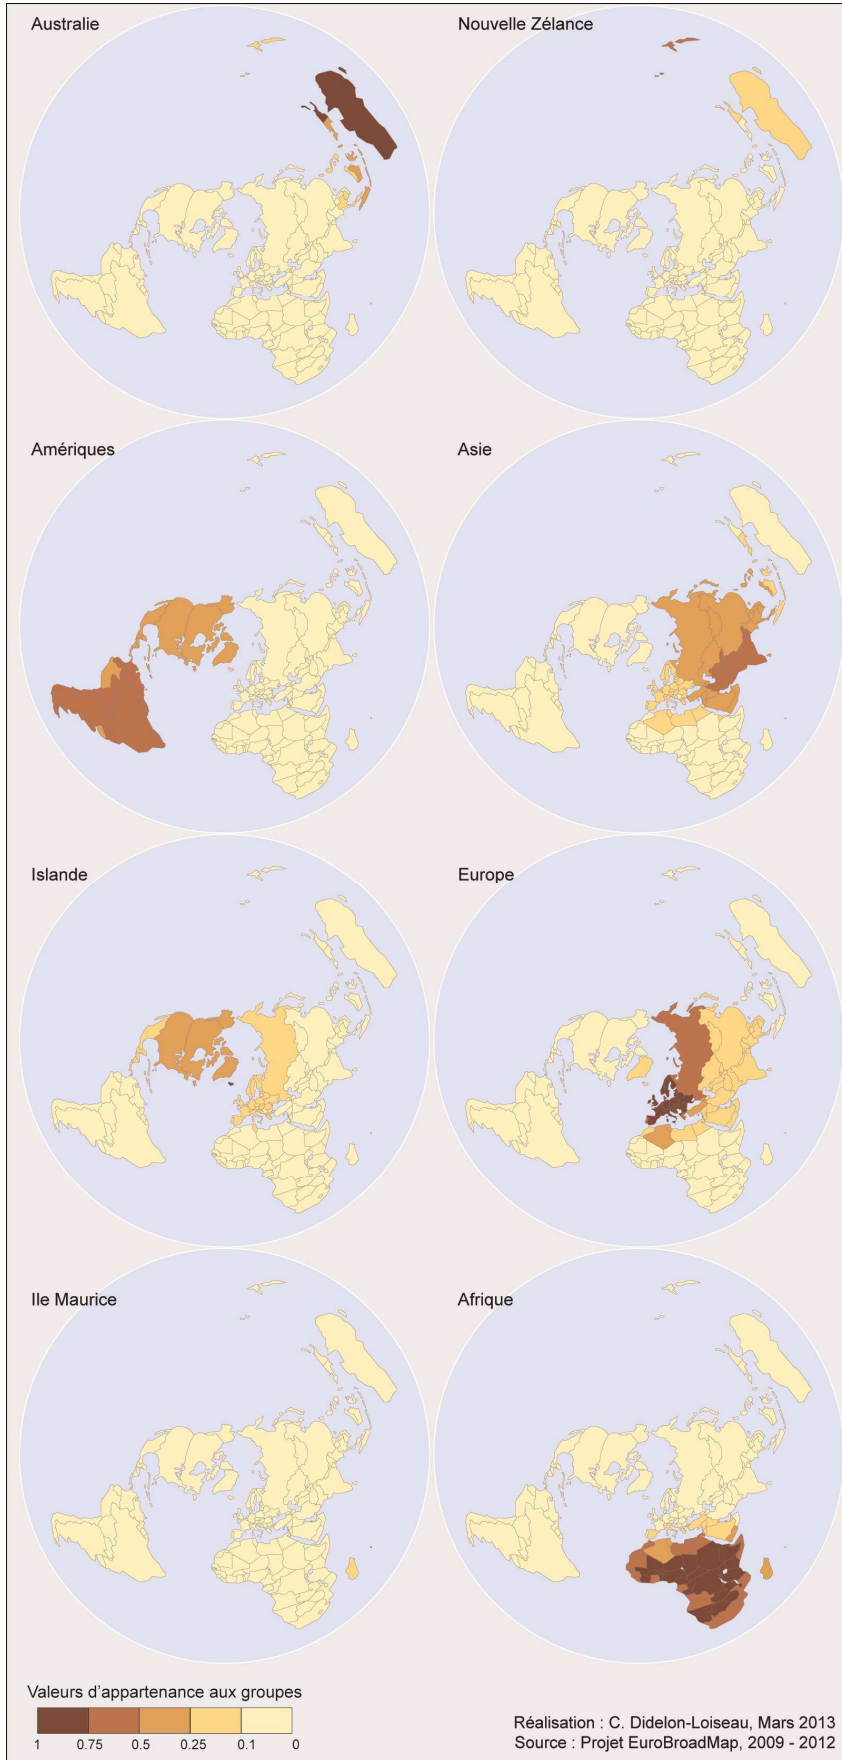 Australie
Nouvelle Zélance
Amériques
Asie
Islande
Europe
Ile Maurice
Afrique
Valeurs d'appartenance aux groupes
1 0.75 0.5 0.25 0.1 0
Réalisation : C. Didelon-Loiseau, Mars 2013
Source : Projet EuroBroadMap, 2009 - 2012